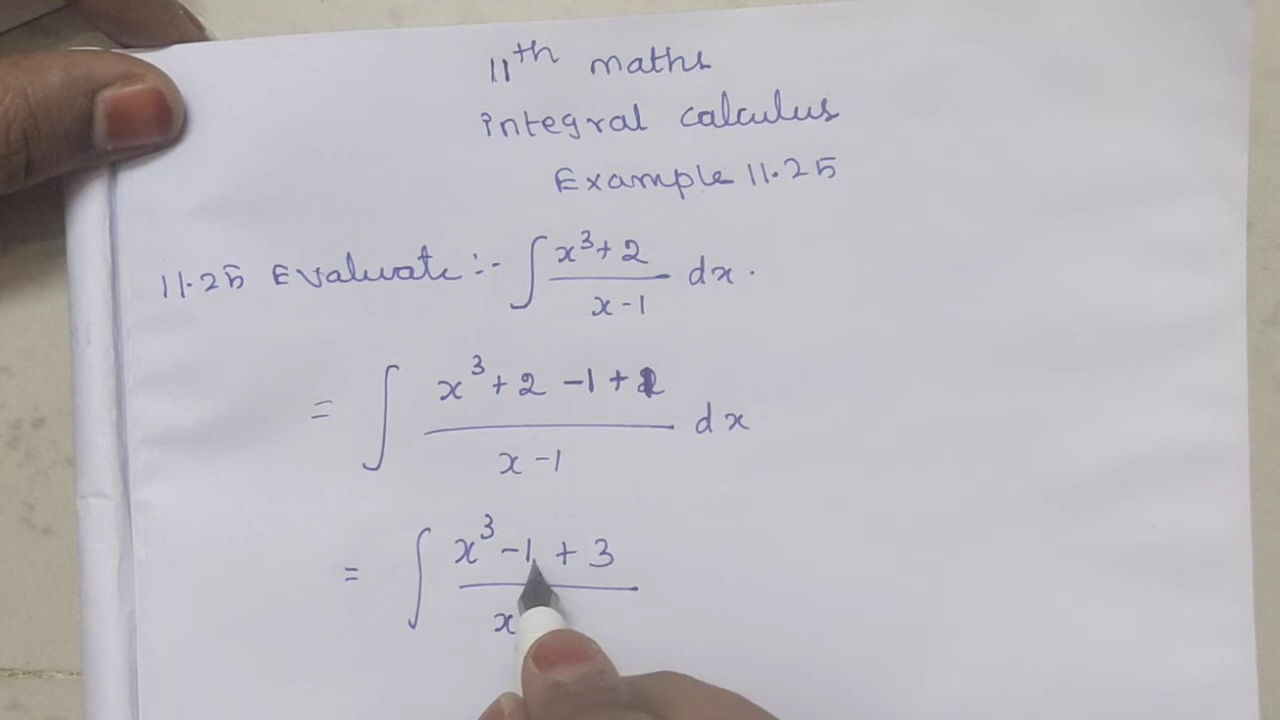 11th maths
integral calculus
Example 11.25
11.25 Evaluate :- ∫ x³+2 / x-1 dx.
= ∫ x³+2-1+1 / x-1 dx
= ∫ x³-1+3 / x